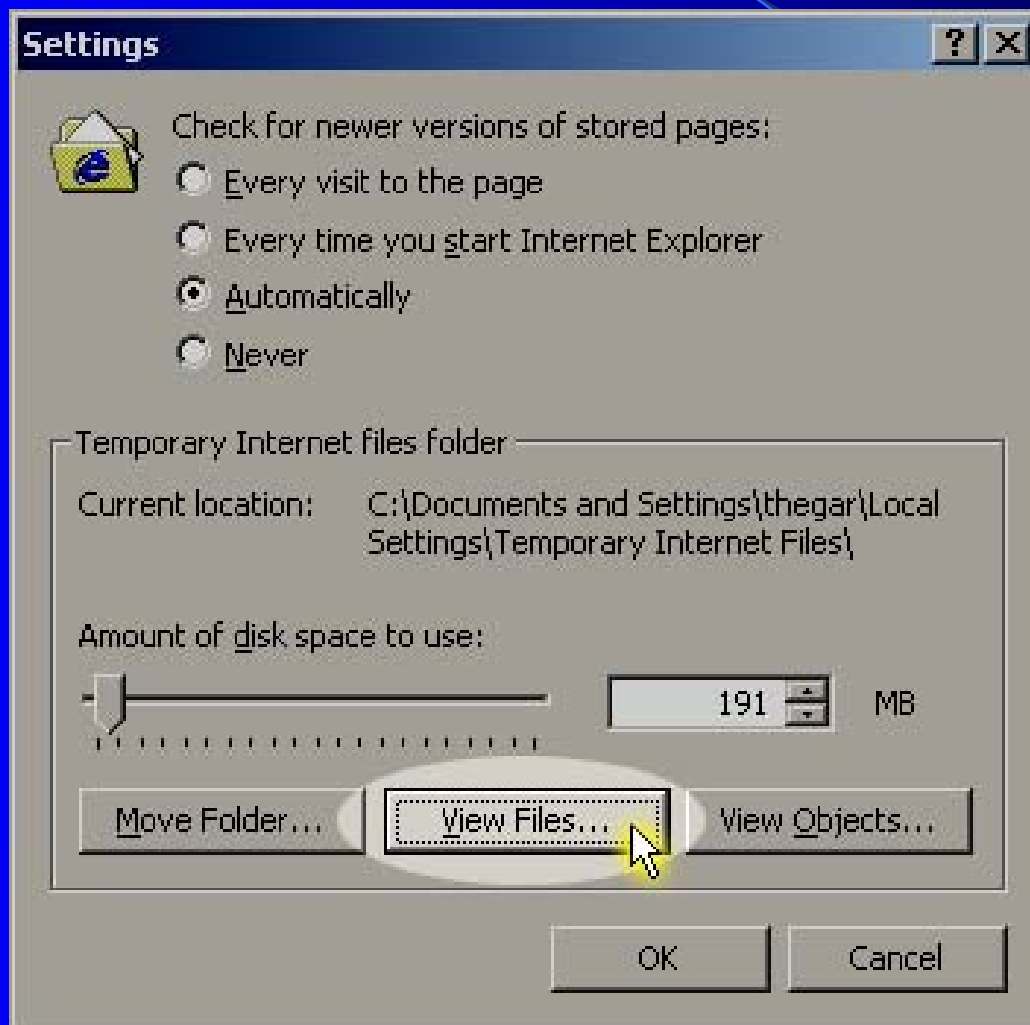 Settings
Check for newer versions of stored pages:
Every visit to the page
Every time you start Internet Explorer
Automatically
Never
Temporary Internet files folder
Current location: C:\Documents and Settings\thegar\Local
Settings\Temporary Internet Files\
Amount of disk space to use:
191 MB
Move Folder... View Files... View Objects...
OK Cancel